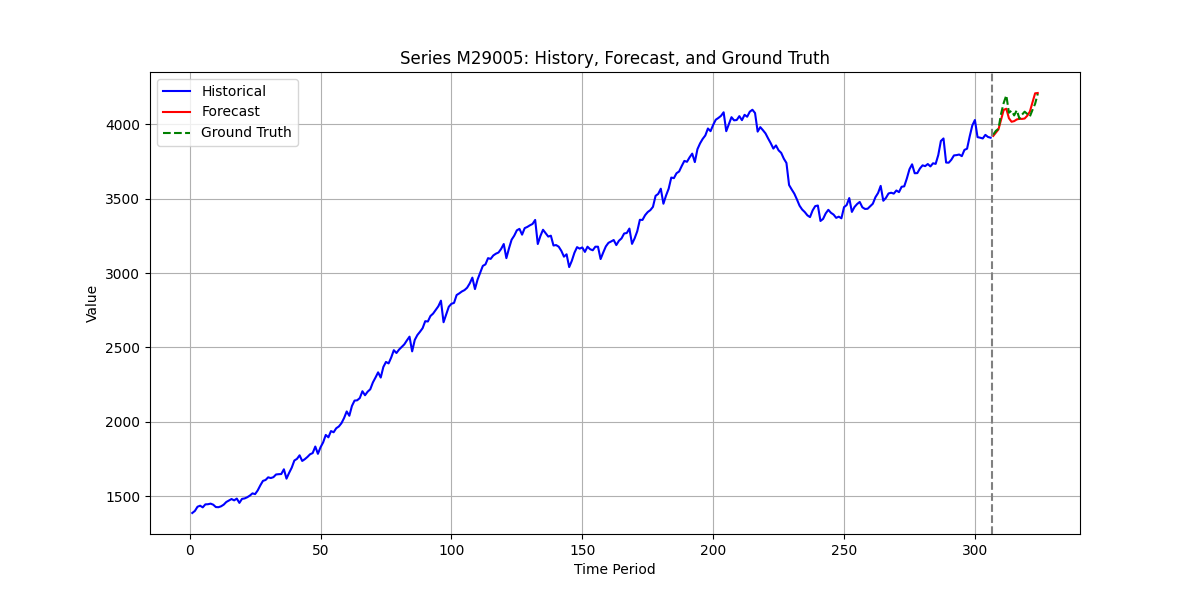 Series M29005: History, Forecast, and Ground Truth
Historical
Forecast
Ground Truth
4000
3500
3000
2500
2000
1500
Value
0 50 100 150 200 250 300
Time Period